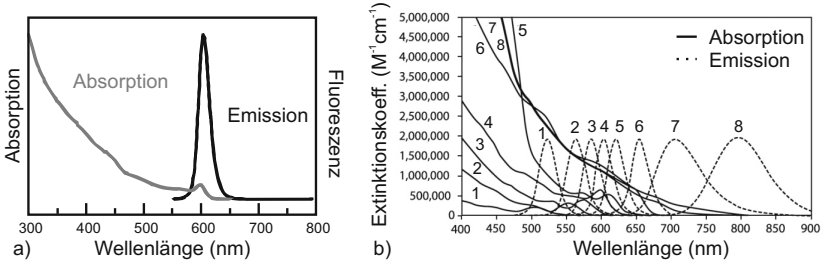 Absorption
Absorption
Emission
Fluoreszenz
300 400 500 600 700 800
a) Wellenlänge (nm)
Extinktionskoeff. (M⁻¹cm⁻¹)
5,000,000
4,500,000
4,000,000
3,500,000
3,000,000
2,500,000
2,000,000
1,500,000
1,000,000
500,000
0
7 5
8
6
4
3
2
1
Absorption
Emission
1 2 3 4 5 6 7 8
400 450 500 550 600 650 700 750 800 850 900
b) Wellenlänge (nm)